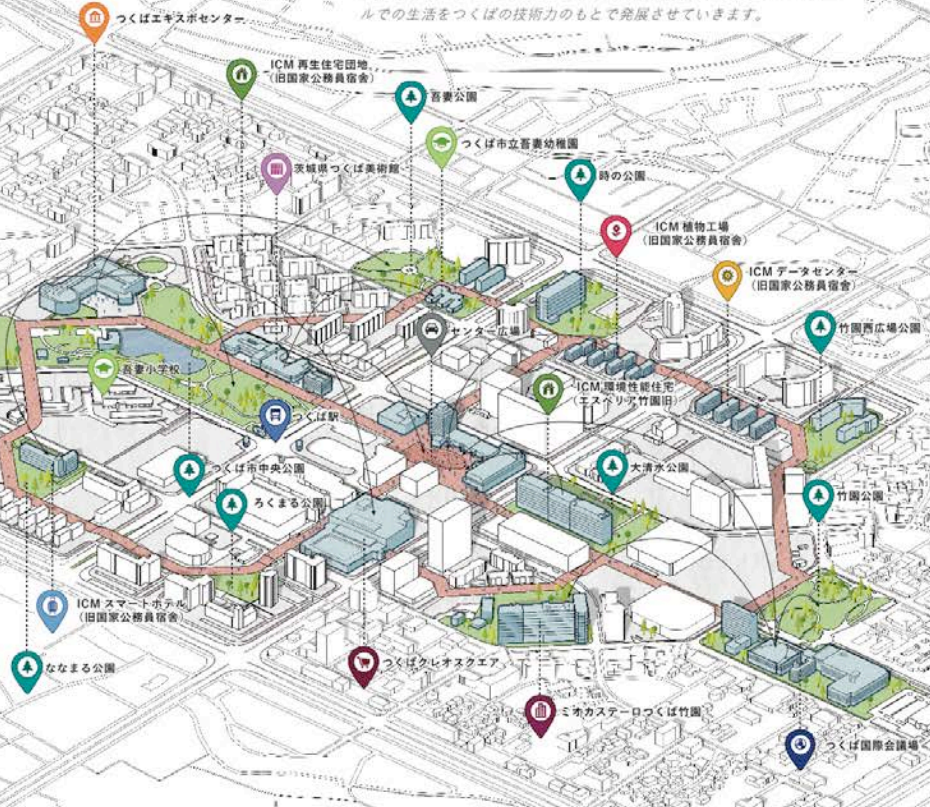 ルでの生活をつくばの技術力のもとで発展させていきます。
つくばエキスポセンター
ICM 再生住宅団地
（旧国家公務員宿舎）
吾妻公園
つくば市立吾妻幼稚園
茨城県つくば美術館
時の公園
ICM 植物工場
（旧国家公務員宿舎）
ICM データセンター
（旧国家公務員宿舎）
竹園西広場公園
センター広場
吾妻小学校
ICM 環境性能住宅
（エスペリア竹園旧）
つくば駅
つくば市中央公園
大清水公園
ろくまる公園
竹園公園
ICM スマートホテル
（旧国家公務員宿舎）
ななまる公園
つくばクレオスクエア
ミオカステーロつくば竹園
つくば国際会議場